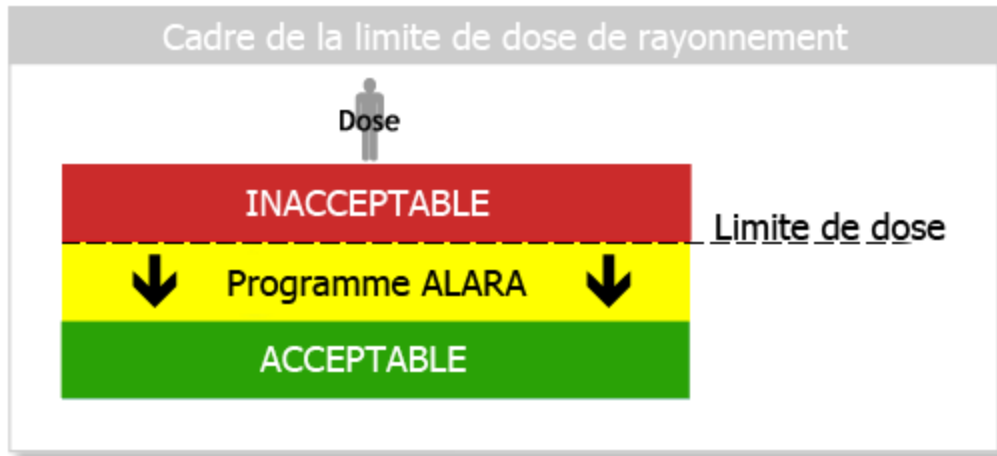 Cadre de la limite de dose de rayonnement
Dose
INACCEPTABLE
Limite de dose
Programme ALARA
ACCEPTABLE